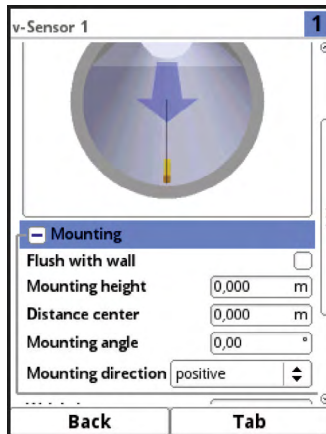 v-Sensor 1 1
Mounting
Flush with wall
Mounting height 0,000 m
Distance center 0,000 m
Mounting angle 0,00 °
Mounting direction positive
Back Tab